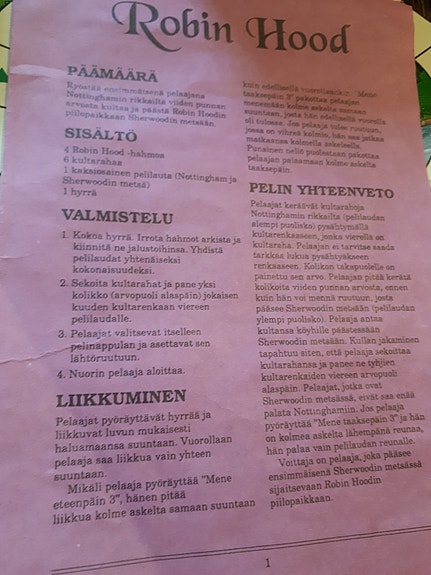 Robin Hood
PÄÄMÄÄRÄ
Ryöstää ensimmäisenä pelaajana
Nottinghamin rikkailta viiden punnan
arvosta kultaa ja päästä Robin Hoodin
piilopaikkaan Sherwoodin metsään.
SISÄLTÖ
4 Robin Hood -hahmoa
6 kultarahaa
1 kaksiosainen pelilauta (Nottingham ja
Sherwoodin metsä)
1 hyrrä
VALMISTELU
1. Kokoa hyrrä. Irrota hahmot arkista ja
kiinnitä ne jalustoihinsa. Yhdistä
pelilaudat yhtenäiseksi
kokonaisuudeksi.
2. Sekoita kultarahat ja pane yksi
kolikko (arvopuoli alaspäin) jokaisen
kuuden kultarenkaan viereen
pelilaudalle.
3. Pelaajat valitsevat itselleen
pelinappulan ja asettavat sen
lähtöruutuun.
4. Nuorin pelaaja aloittaa.
LIIKKUMINEN
Pelaajat pyöräyttävät hyrrää ja
liikkuvat luvun mukaisesti
haluamaansa suuntaan. Vuorollaan
pelaaja saa liikkua vain yhteen
suuntaan.
Mikäli pelaaja pyöräyttää "Mene
eteenpäin 3", hänen pitää
liikkua kolme askelta samaan suuntaan
kuin edellisellä vuorollaankin. "Mene
taaksepäin 3" pakottaa pelaajan
menemään kolme askelta samaan
suuntaan, josta hän edellisellä vuorolla
oli tulossa. Jos pelaaja tulee ruutuun,
jossa on vihreä kolmio, hän saa jatkaa
matkaansa kolmella askeleella.
Punainen neliö puolestaan pakottaa
pelaajan palaamaan kolme askelta
taaksepäin.
PELIN YHTEENVETO
Pelaajat keräävät kultarahoja
Nottinghamin rikkailta (pelilaudan
alempi puolisko) pysähtymällä
kultarenkaaseen, jonka vierellä on
kultaraha. Pelaajan ei tarvitse saada
tarkkaa lukua pysähtyäkseen
renkaaseen. Kolikon takapuolelle on
painettu sen arvo. Pelaajan pitää kerätä
kolikoita viiden punnan arvosta, ennen
kuin hän voi mennä ruutuun, josta
pääsee Sherwoodin metsään (pelilaudan
ylempi puolisko). Pelaaja antaa
kultansa köyhille päästessään
Sherwoodin metsään. Kullan jakaminen
tapahtuu siten, että pelaaja sekoittaa
kultarahansa ja panee ne tyhjien
kultarenkaiden viereen arvopuoli
alaspäin. Pelaajat, jotka ovat
Sherwoodin metsässä, eivät saa enää
palata Nottinghamiin. Jos pelaaja
pyöräyttää "Mene taaksepäin 3" ja hän
on kolmea askelta lähempänä reunaa,
hän palaa vain pelilaudan reunalle.
Voittaja on pelaaja, joka pääsee
ensimmäisenä Sherwoodin metsässä
sijaitsevaan Robin Hoodin
piilopaikkaan.
1